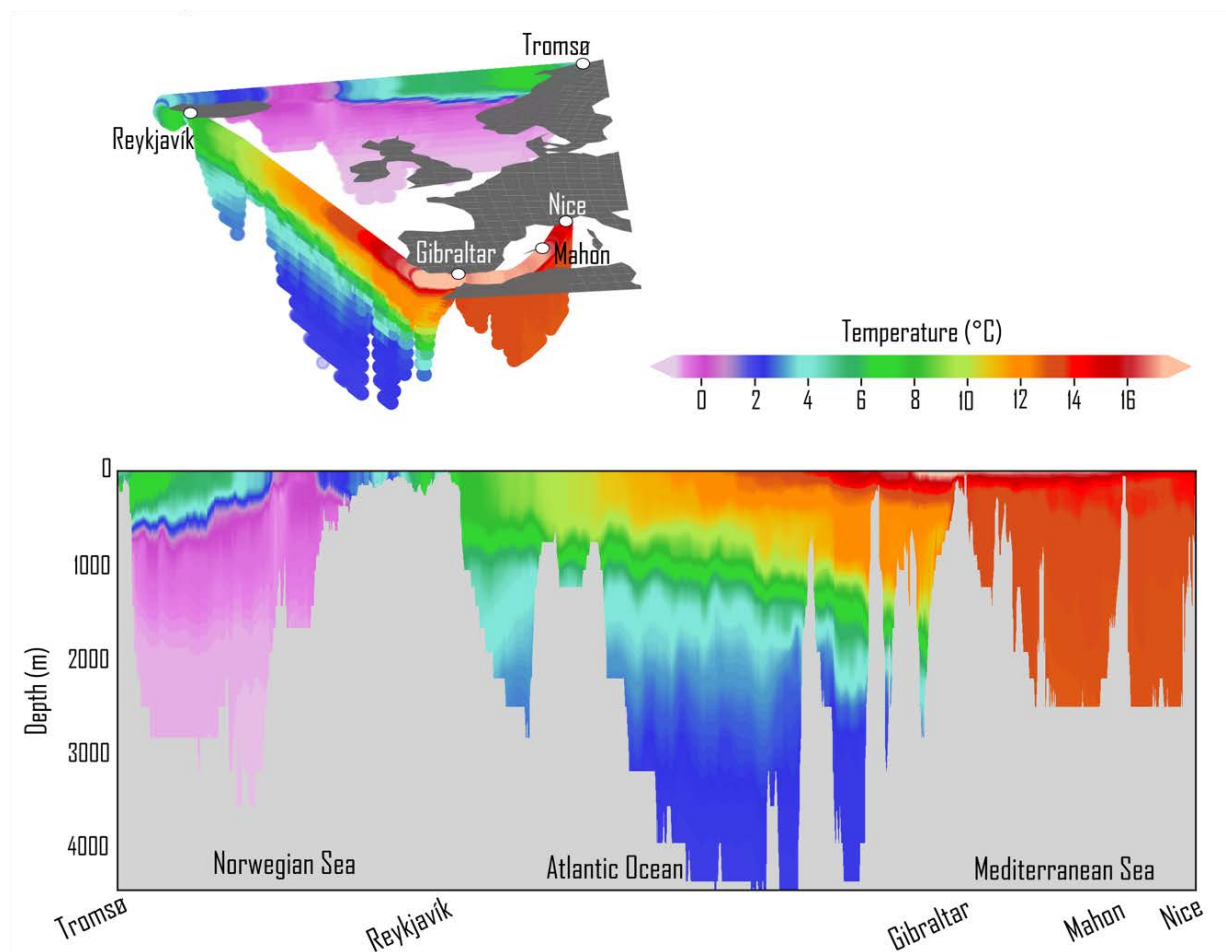 Tromsø
Reykjavík
Nice
Gibraltar
Mahon
Temperature (°C)
0 2 4 6 8 10 12 14 16
0
1000
2000
3000
4000
Depth (m)
Norwegian Sea
Atlantic Ocean
Mediterranean Sea
Tromsø
Reykjavík
Gibraltar
Mahon
Nice